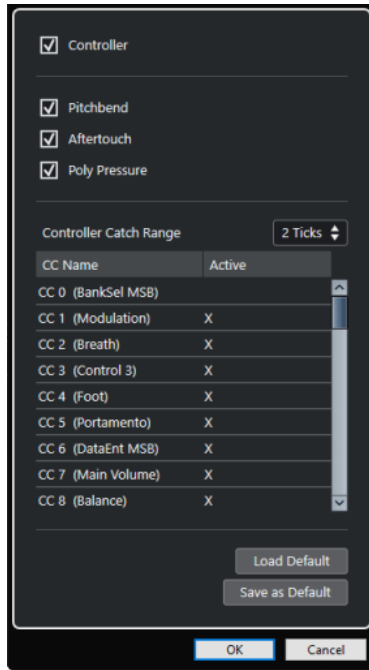 Controller
Pitchbend
Aftertouch
Poly Pressure
Controller Catch Range 2 Ticks
CC Name Active
CC 0 (BankSel MSB)
CC 1 (Modulation) X
CC 2 (Breath) X
CC 3 (Control 3) X
CC 4 (Foot) X
CC 5 (Portamento) X
CC 6 (DataEnt MSB) X
CC 7 (Main Volume) X
CC 8 (Balance) X
Load Default
Save as Default
OK Cancel